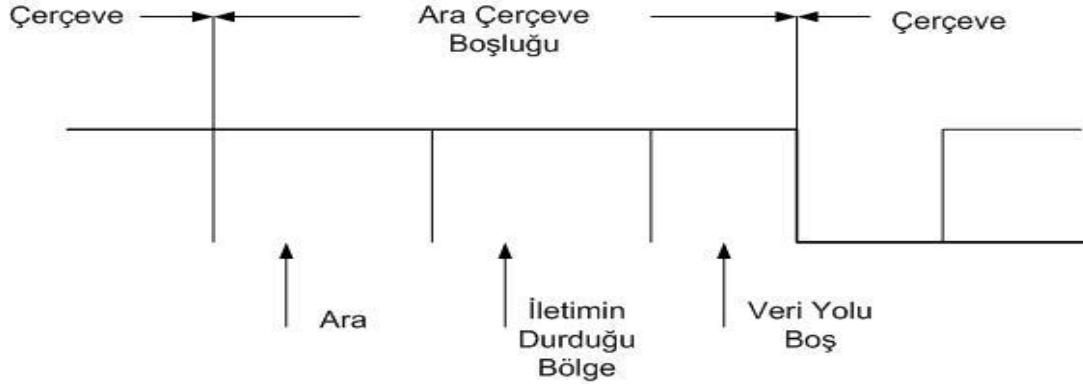 Çerçeve
Ara Çerçeve
Boşluğu
Çerçeve
Ara
İletimin
Durduğu
Bölge
Veri Yolu
Boş